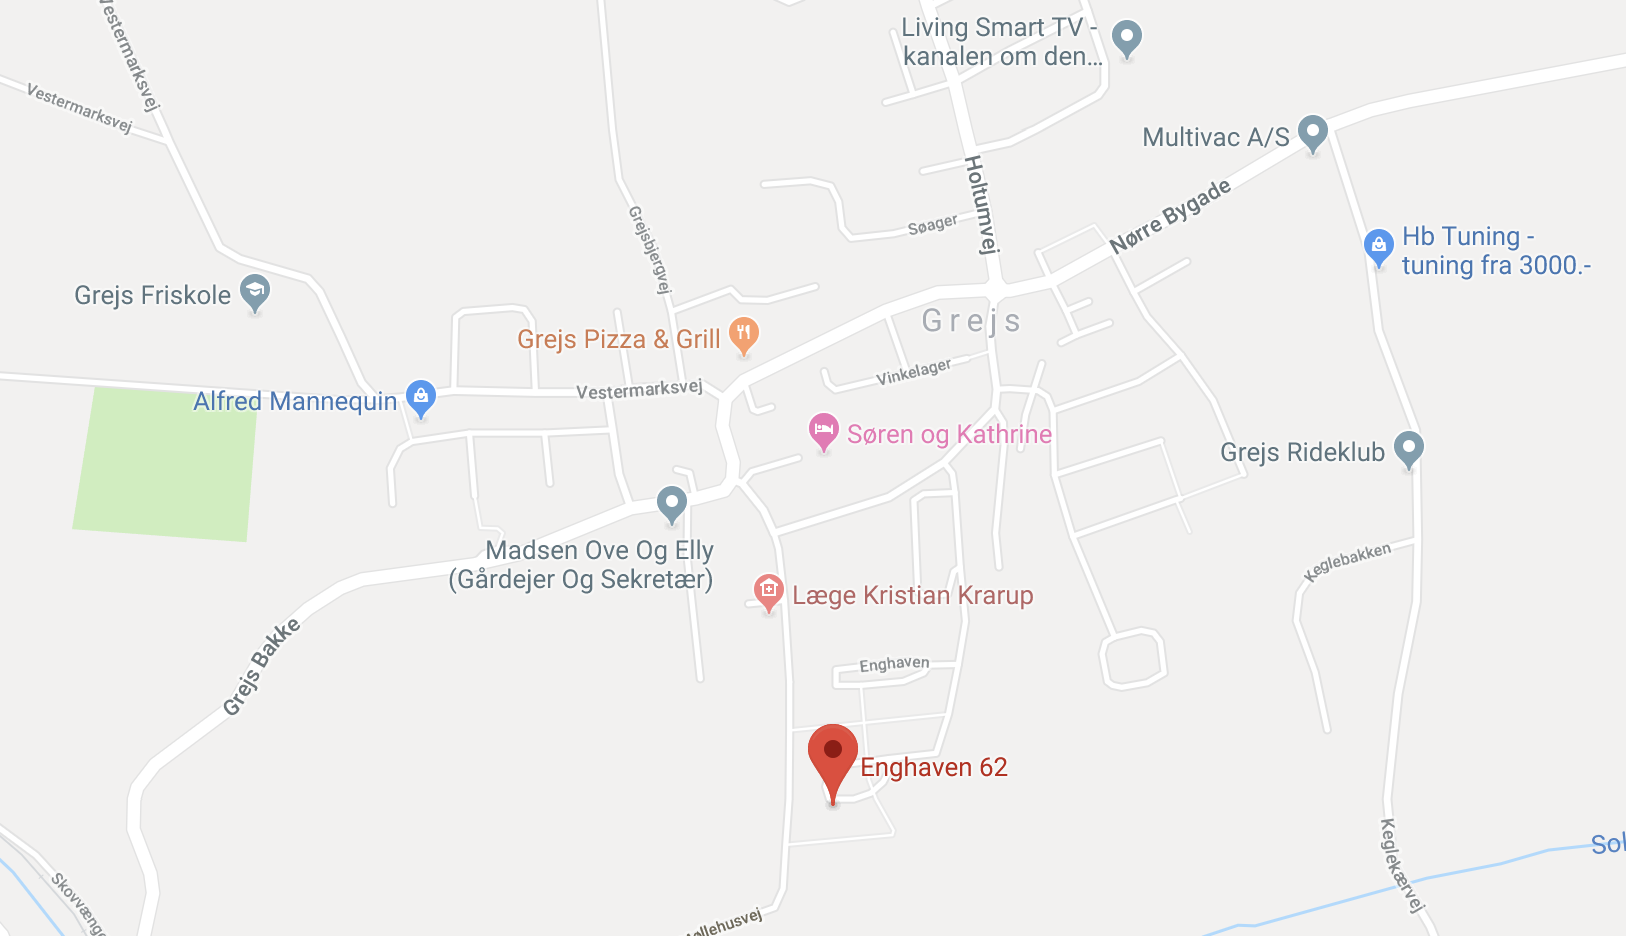 Living Smart TV -
kanalen om den...
Vestermarksvej
Vestermarksvej
Multivac A/S
Holtumvej
Nørre Bygade
Søager
Grejsbjergvej
Hb Tuning -
tuning fra 3000.-
Grejs Friskole
Grejs
Grejs Pizza & Grill
Vinkelager
Vestermarksvej
Alfred Mannequin
Søren og Kathrine
Grejs Rideklub
Madsen Ove Og Elly
(Gårdejer Og Sekretær)
Keglebakken
Læge Kristian Krarup
Grejs Bakke
Enghaven
Enghaven 62
Keglekærvej
Skovvænge
øllehusvej